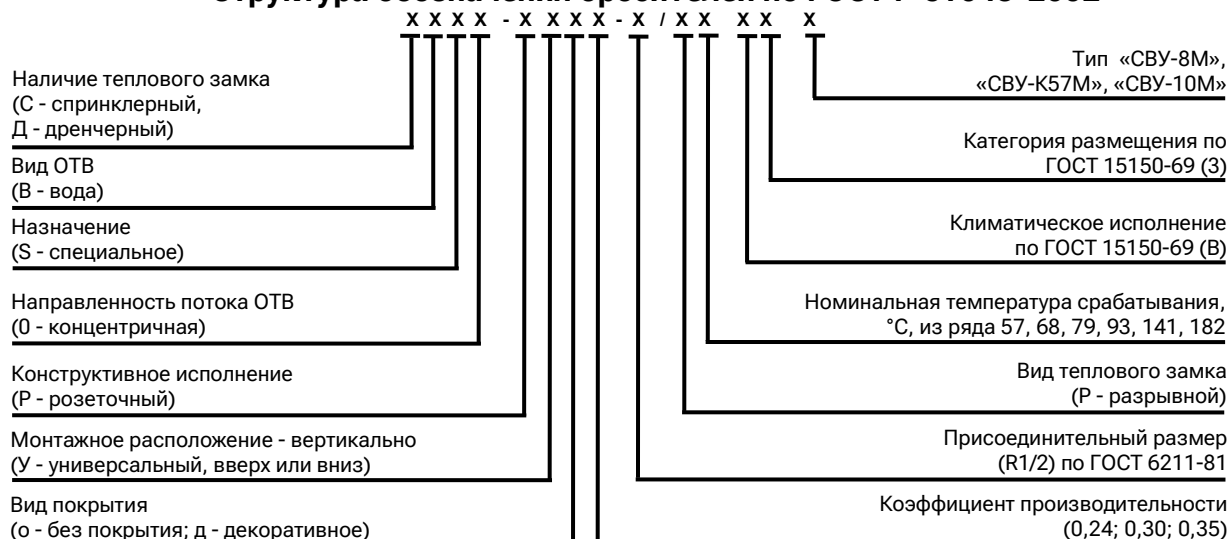 X X X X - X X X X - X / X X X X X
Наличие теплового замка
(С - спринклерный,
Д - дренчерный)
Вид ОТВ
(В - вода)
Назначение
(S - специальное)
Направленность потока ОТВ
(0 - концентричная)
Конструктивное исполнение
(Р - розеточный)
Монтажное расположение - вертикально
(У - универсальный, вверх или вниз)
Вид покрытия
(о - без покрытия; д - декоративное)
Тип «СВУ-8М»,
«СВУ-К57М», «СВУ-10М»
Категория размещения по
ГОСТ 15150-69 (3)
Климатическое исполнение
по ГОСТ 15150-69 (В)
Номинальная температура срабатывания,
°С, из ряда 57, 68, 79, 93, 141, 182
Вид теплового замка
(Р - разрывной)
Присоединительный размер
(R1/2) по ГОСТ 6211-81
Коэффициент производительности
(0,24; 0,30; 0,35)